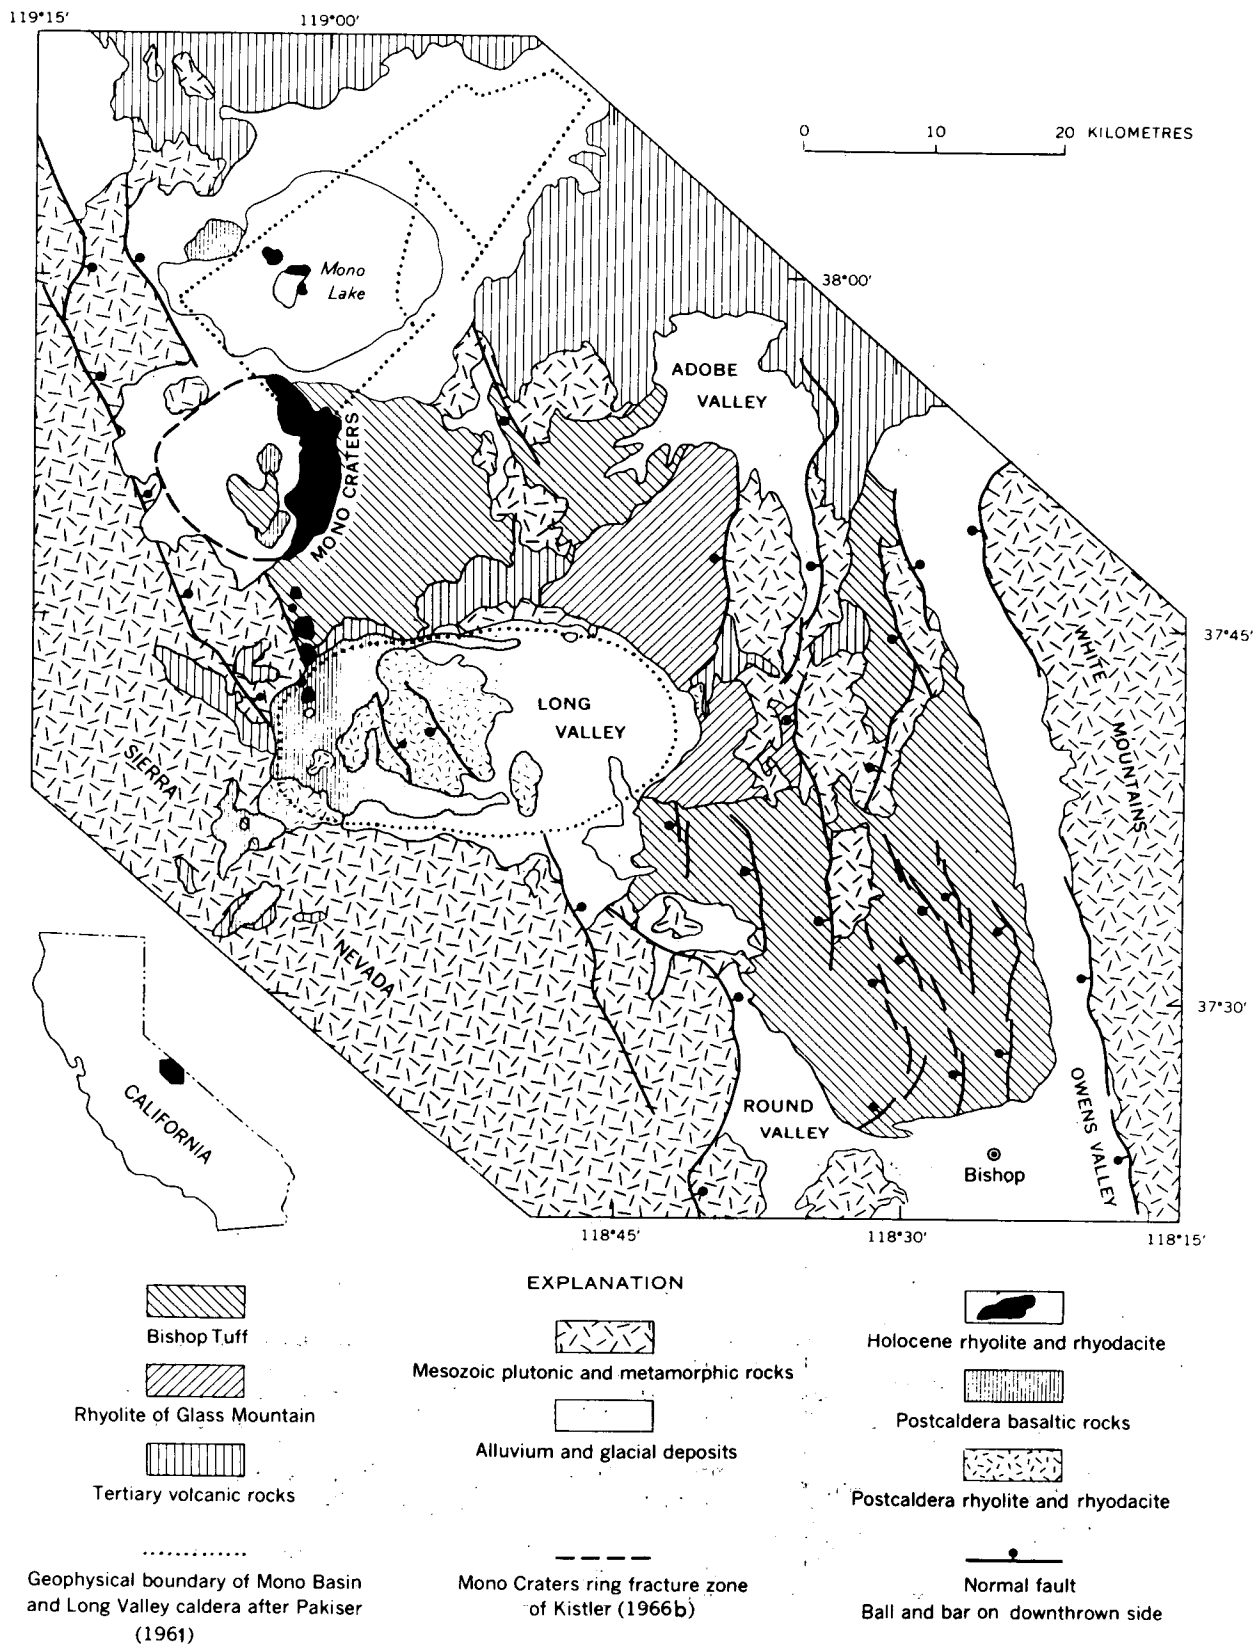 119°15′
119°00′
0 10 20 KILOMETRES
Mono
Lake
38°00′
ADOBE
VALLEY
MONO CRATERS
37°45′
WHITE
MOUNTAINS
LONG
VALLEY
SIERRA
NEVADA
37°30′
CALIFORNIA
ROUND
VALLEY
OWENS VALLEY
Bishop
118°45′
118°30′
118°15′
EXPLANATION
Bishop Tuff
Rhyolite of Glass Mountain
Tertiary volcanic rocks
Geophysical boundary of Mono Basin
and Long Valley caldera after Pakiser
(1961)
Mesozoic plutonic and metamorphic rocks
Alluvium and glacial deposits
Mono Craters ring fracture zone
of Kistler (1966b)
Holocene rhyolite and rhyodacite
Postcaldera basaltic rocks
Postcaldera rhyolite and rhyodacite
Normal fault
Ball and bar on downthrown side